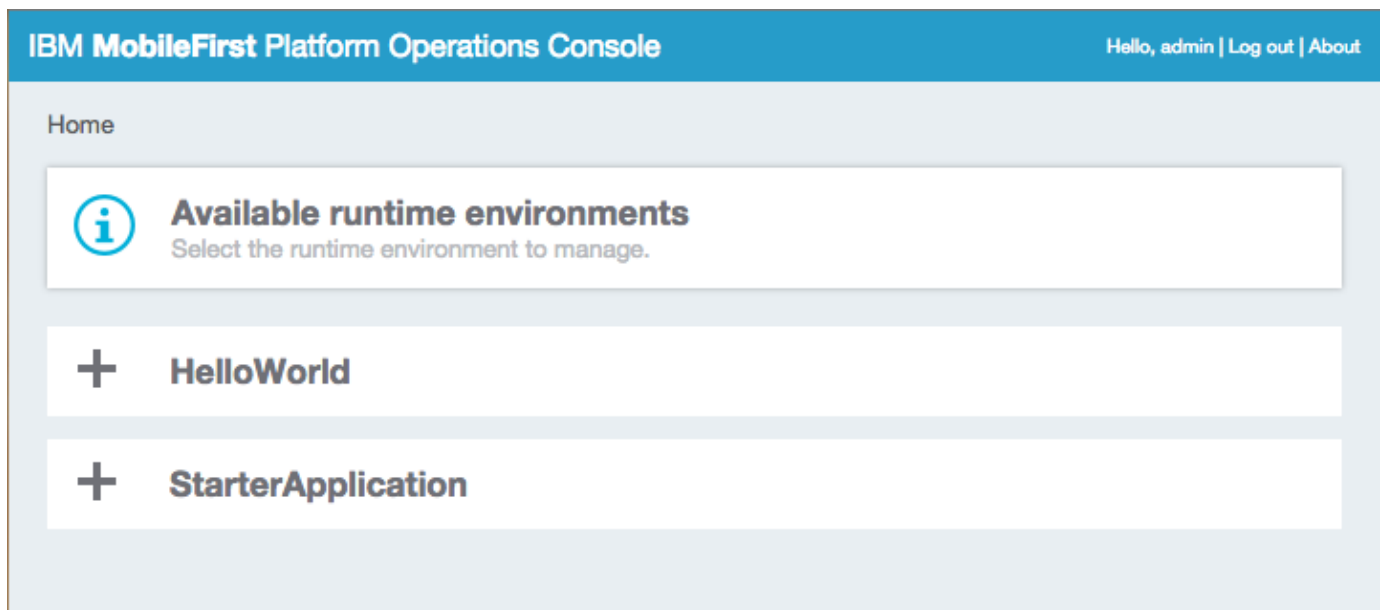 IBM MobileFirst Platform Operations Console
Hello, admin | Log out | About
Home
Available runtime environments
Select the runtime environment to manage.
HelloWorld
StarterApplication